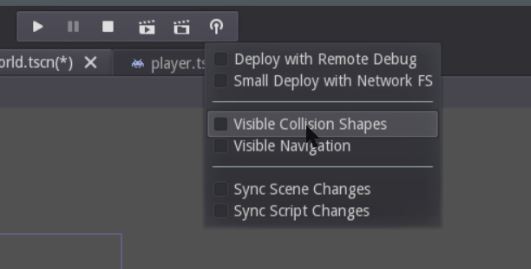 orld.tscn(*)
player.ts
Deploy with Remote Debug
Small Deploy with Network FS
Visible Collision Shapes
Visible Navigation
Sync Scene Changes
Sync Script Changes